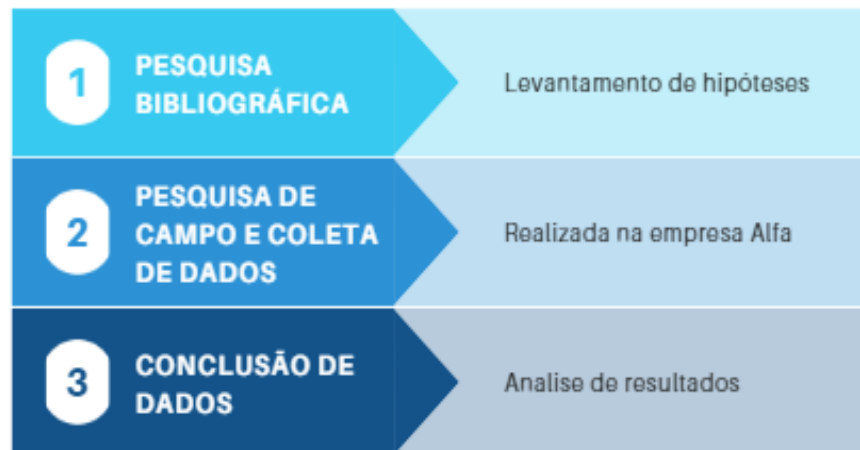 1
PESQUISA
BIBLIOGRÁFICA
Levantamento de hipóteses
2
PESQUISA DE
CAMPO E COLETA
DE DADOS
Realizada na empresa Alfa
3
CONCLUSÃO DE
DADOS
Analise de resultados